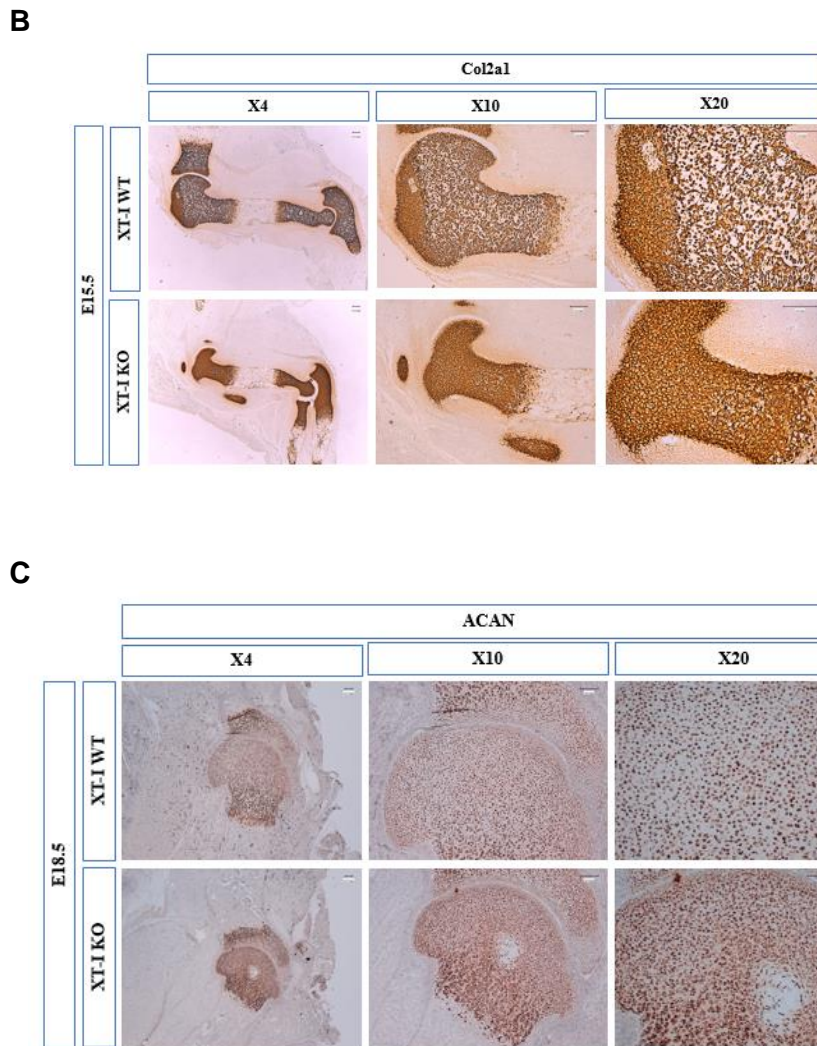 B
Col2a1
X4 X10 X20
E15.5
XT-I WT
XT-I KO
C
ACAN
X4 X10 X20
E18.5
XT-I WT
XT-I KO